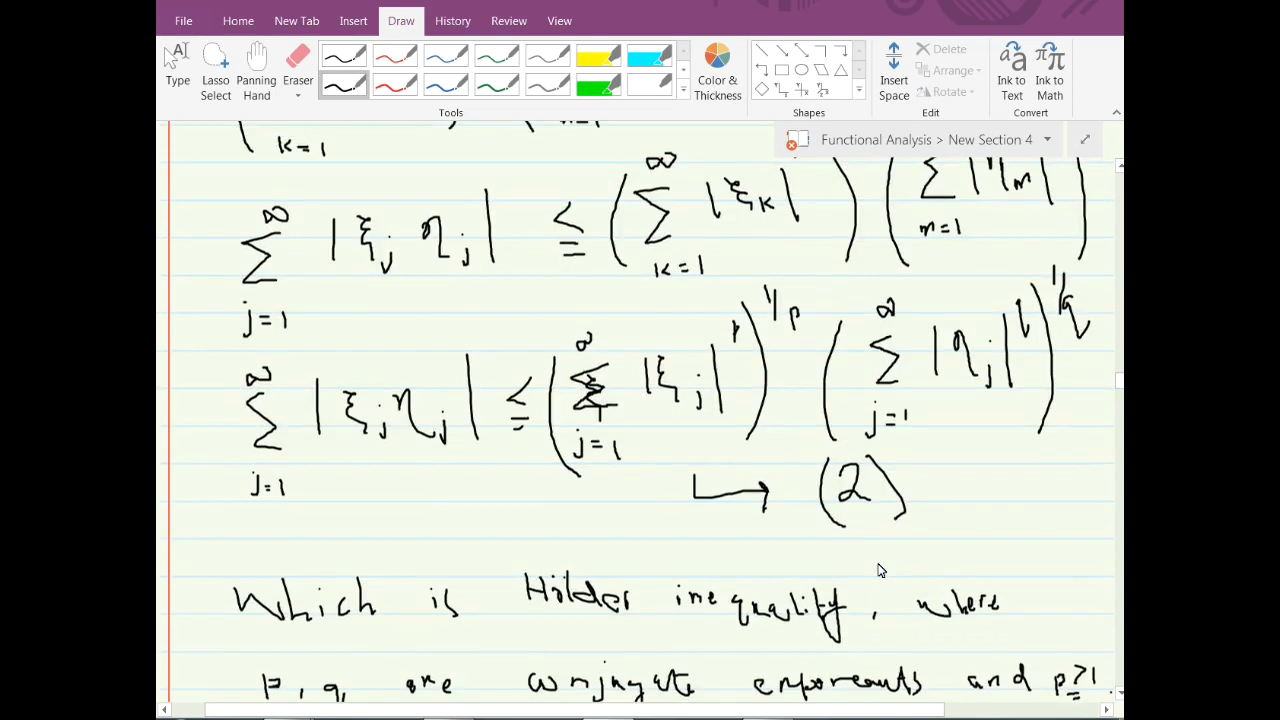 File Home New Tab Insert Draw History Review View
Type Lasso Select Panning Hand Eraser Color & Thickness Insert Space Delete Arrange Rotate Ink to Text Ink to Math
Tools Shapes Edit Convert
Functional Analysis > New Section 4
k=1
∑_{j=1}^{∞} |ξ_j η_j| ≤ (∑_{k=1}^{∞} |ξ_k|) (∑_{m=1} |η_m|)
∑_{j=1}^{∞} |ξ_j η_j| ≤ (∑_{j=1}^{∞} |ξ_j|^p)^{1/p} (∑_{j=1}^{∞} |η_j|^q)^{1/q}
→ (2)
Which is Hölder inequality, where
p, q, are conjugate exponents and p≥1.